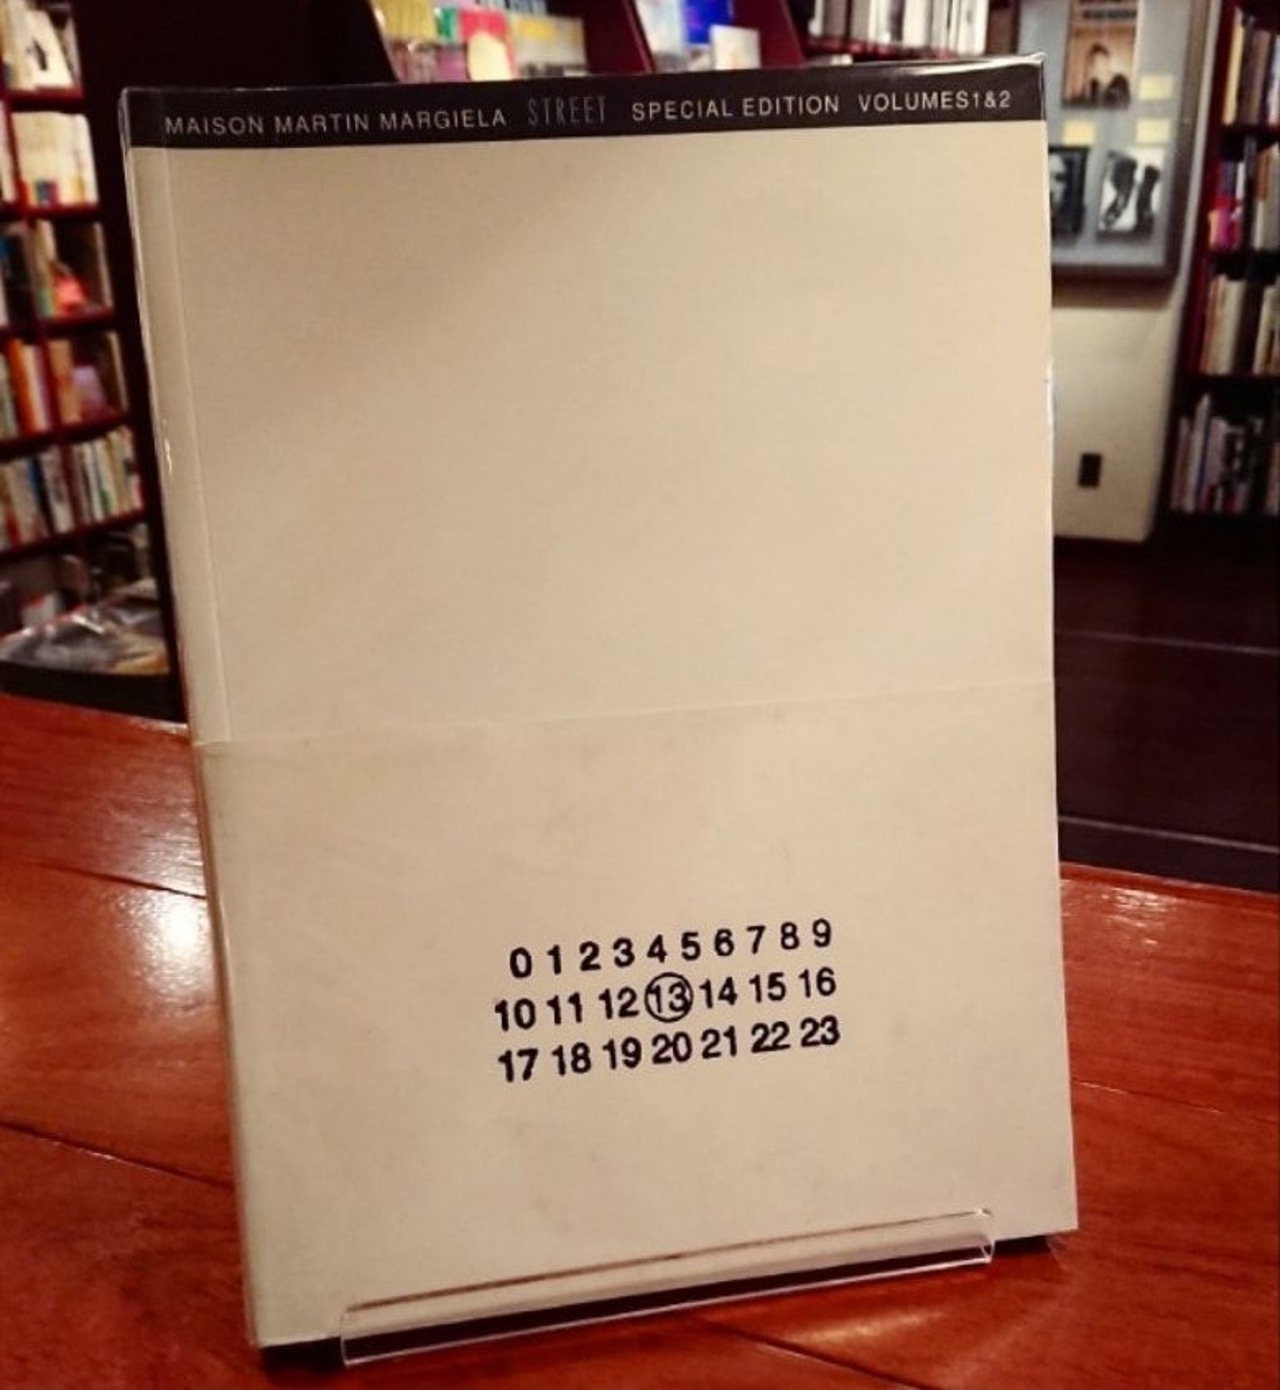 MAISON MARTIN MARGIELA STREET SPECIAL EDITION VOLUMES1&2
0 1 2 3 4 5 6 7 8 9
10 11 12 13 14 15 16
17 18 19 20 21 22 23